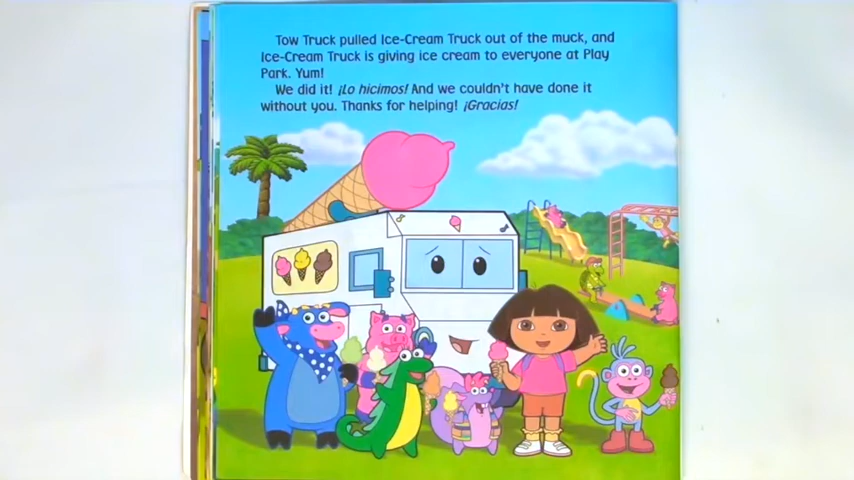 Tow Truck pulled Ice-Cream Truck out of the muck, and
Ice-Cream Truck is giving ice cream to everyone at Play
Park. Yum!
We did it! ¡Lo hicimos! And we couldn't have done it
without you. Thanks for helping! ¡Gracias!